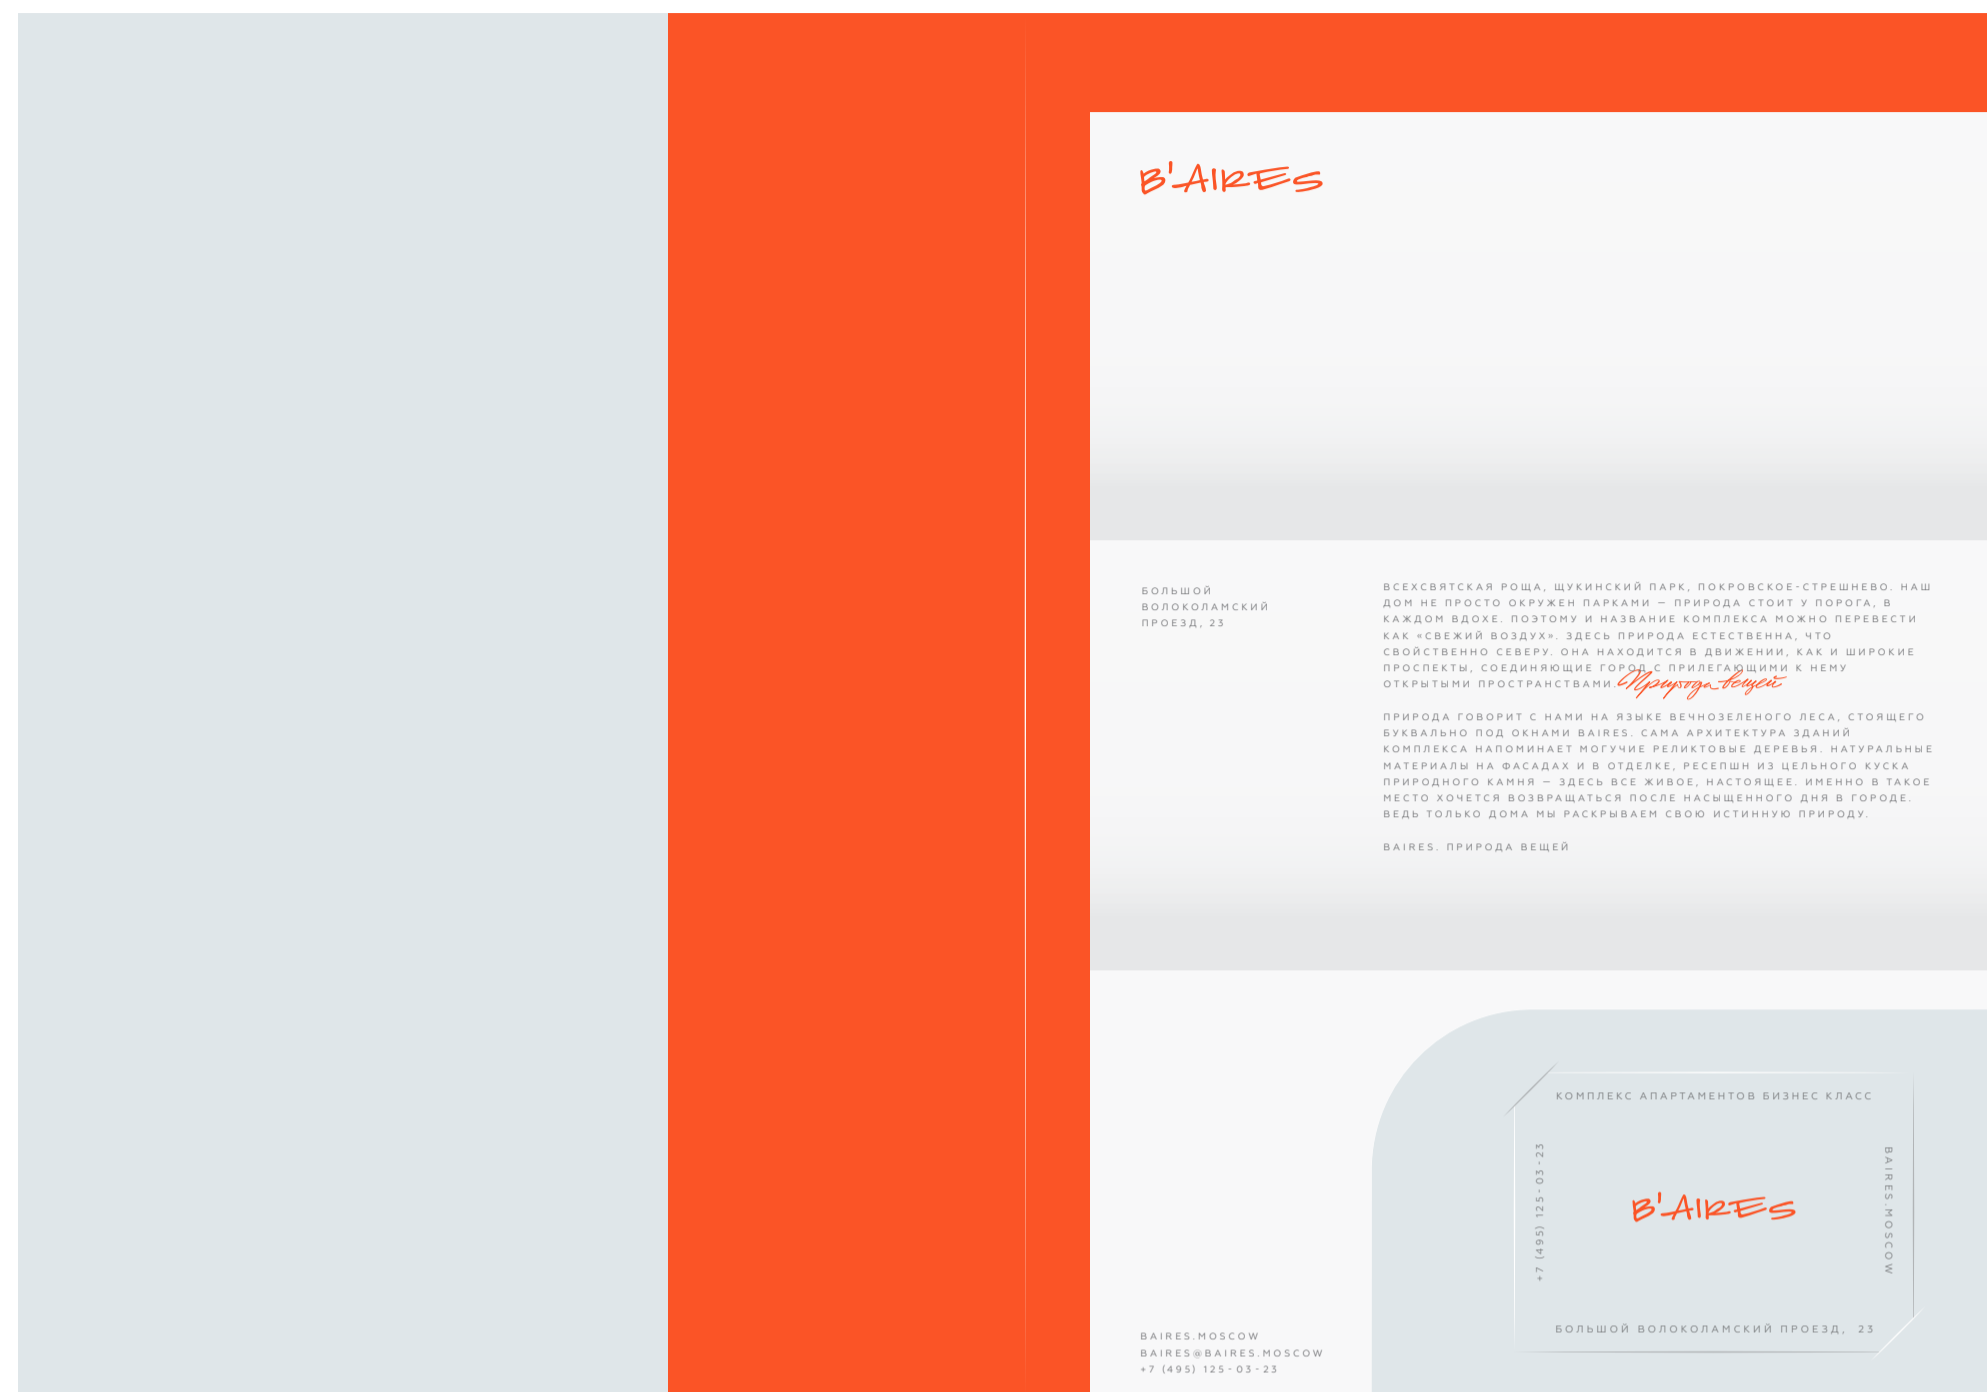 B'AIRES
БОЛЬШОЙ
ВОЛОКОЛАМСКИЙ
ПРОЕЗД, 23
ВСЕХСВЯТСКАЯ РОЩА, ЩУКИНСКИЙ ПАРК, ПОКРОВСКОЕ-СТРЕШНЕВО. НАШ
ДОМ НЕ ПРОСТО ОКРУЖЕН ПАРКАМИ – ПРИРОДА СТОИТ У ПОРОГА, В
КАЖДОМ ВДОХЕ. ПОЭТОМУ И НАЗВАНИЕ КОМПЛЕКСА МОЖНО ПЕРЕВЕСТИ
КАК «СВЕЖИЙ ВОЗДУХ». ЗДЕСЬ ПРИРОДА ЕСТЕСТВЕННА, ЧТО
СВОЙСТВЕННО СЕВЕРУ. ОНА НАХОДИТСЯ В ДВИЖЕНИИ, КАК И ШИРОКИЕ
ПРОСПЕКТЫ, СОЕДИНЯЮЩИЕ ГОРОД С ПРИЛЕГАЮЩИМИ К НЕМУ
ОТКРЫТЫМИ ПРОСТРАНСТВАМИ.
Природа вещей
ПРИРОДА ГОВОРИТ С НАМИ НА ЯЗЫКЕ ВЕЧНОЗЕЛЕНОГО ЛЕСА, СТОЯЩЕГО
БУКВАЛЬНО ПОД ОКНАМИ BAIRES. САМА АРХИТЕКТУРА ЗДАНИЙ
КОМПЛЕКСА НАПОМИНАЕТ МОГУЧИЕ РЕЛИКТОВЫЕ ДЕРЕВЬЯ. НАТУРАЛЬНЫЕ
МАТЕРИАЛЫ НА ФАСАДАХ И В ОТДЕЛКЕ, РЕСЕПШН ИЗ ЦЕЛЬНОГО КУСКА
ПРИРОДНОГО КАМНЯ – ЗДЕСЬ ВСЕ ЖИВОЕ, НАСТОЯЩЕЕ. ИМЕННО В ТАКОЕ
МЕСТО ХОЧЕТСЯ ВОЗВРАЩАТЬСЯ ПОСЛЕ НАСЫЩЕННОГО ДНЯ В ГОРОДЕ.
ВЕДЬ ТОЛЬКО ДОМА МЫ РАСКРЫВАЕМ СВОЮ ИСТИННУЮ ПРИРОДУ.
BAIRES. ПРИРОДА ВЕЩЕЙ
КОМПЛЕКС АПАРТАМЕНТОВ БИЗНЕС КЛАСС
+7 (495) 125-03-23
B'AIRES
BAIRES.MOSCOW
БОЛЬШОЙ ВОЛОКОЛАМСКИЙ ПРОЕЗД, 23
BAIRES.MOSCOW
BAIRES@BAIRES.MOSCOW
+7 (495) 125-03-23